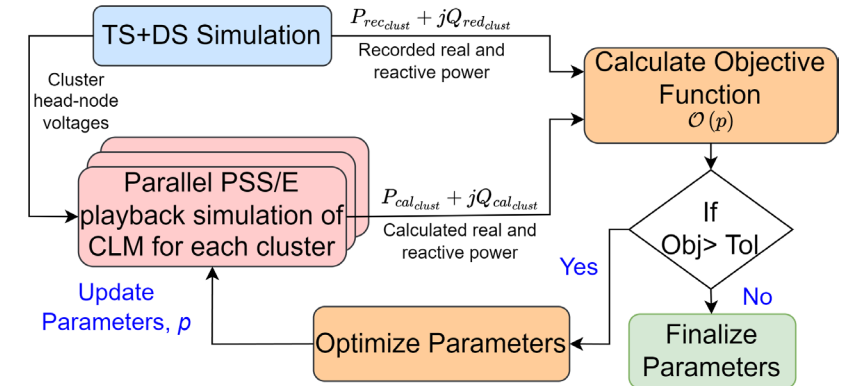 TS+DS Simulation
P_{rec_{clust}} + jQ_{red_{clust}}
Recorded real and
reactive power
Cluster
head-node
voltages
Calculate Objective
Function
𝒪 (p)
Parallel PSS/E
playback simulation of
CLM for each cluster
P_{cal_{clust}} + jQ_{cal_{clust}}
Calculated real and
reactive power
If
Obj> Tol
Yes
No
Update
Parameters, p
Optimize Parameters
Finalize
Parameters